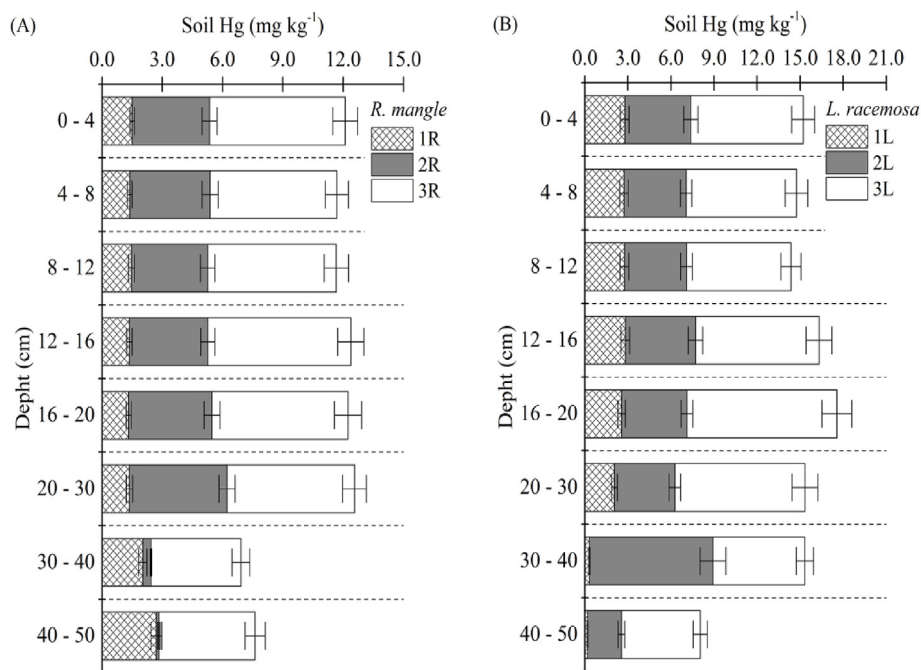 (A) Soil Hg (mg kg⁻¹)
0.0 3.0 6.0 9.0 12.0 15.0
R. mangle
1R
2R
3R
0 - 4
4 - 8
8 - 12
12 - 16
16 - 20
20 - 30
30 - 40
40 - 50
Depht (cm)
(B) Soil Hg (mg kg⁻¹)
0.0 3.0 6.0 9.0 12.0 15.0 18.0 21.0
L. racemosa
1L
2L
3L
0 - 4
4 - 8
8 - 12
12 - 16
16 - 20
20 - 30
30 - 40
40 - 50
Depht (cm)